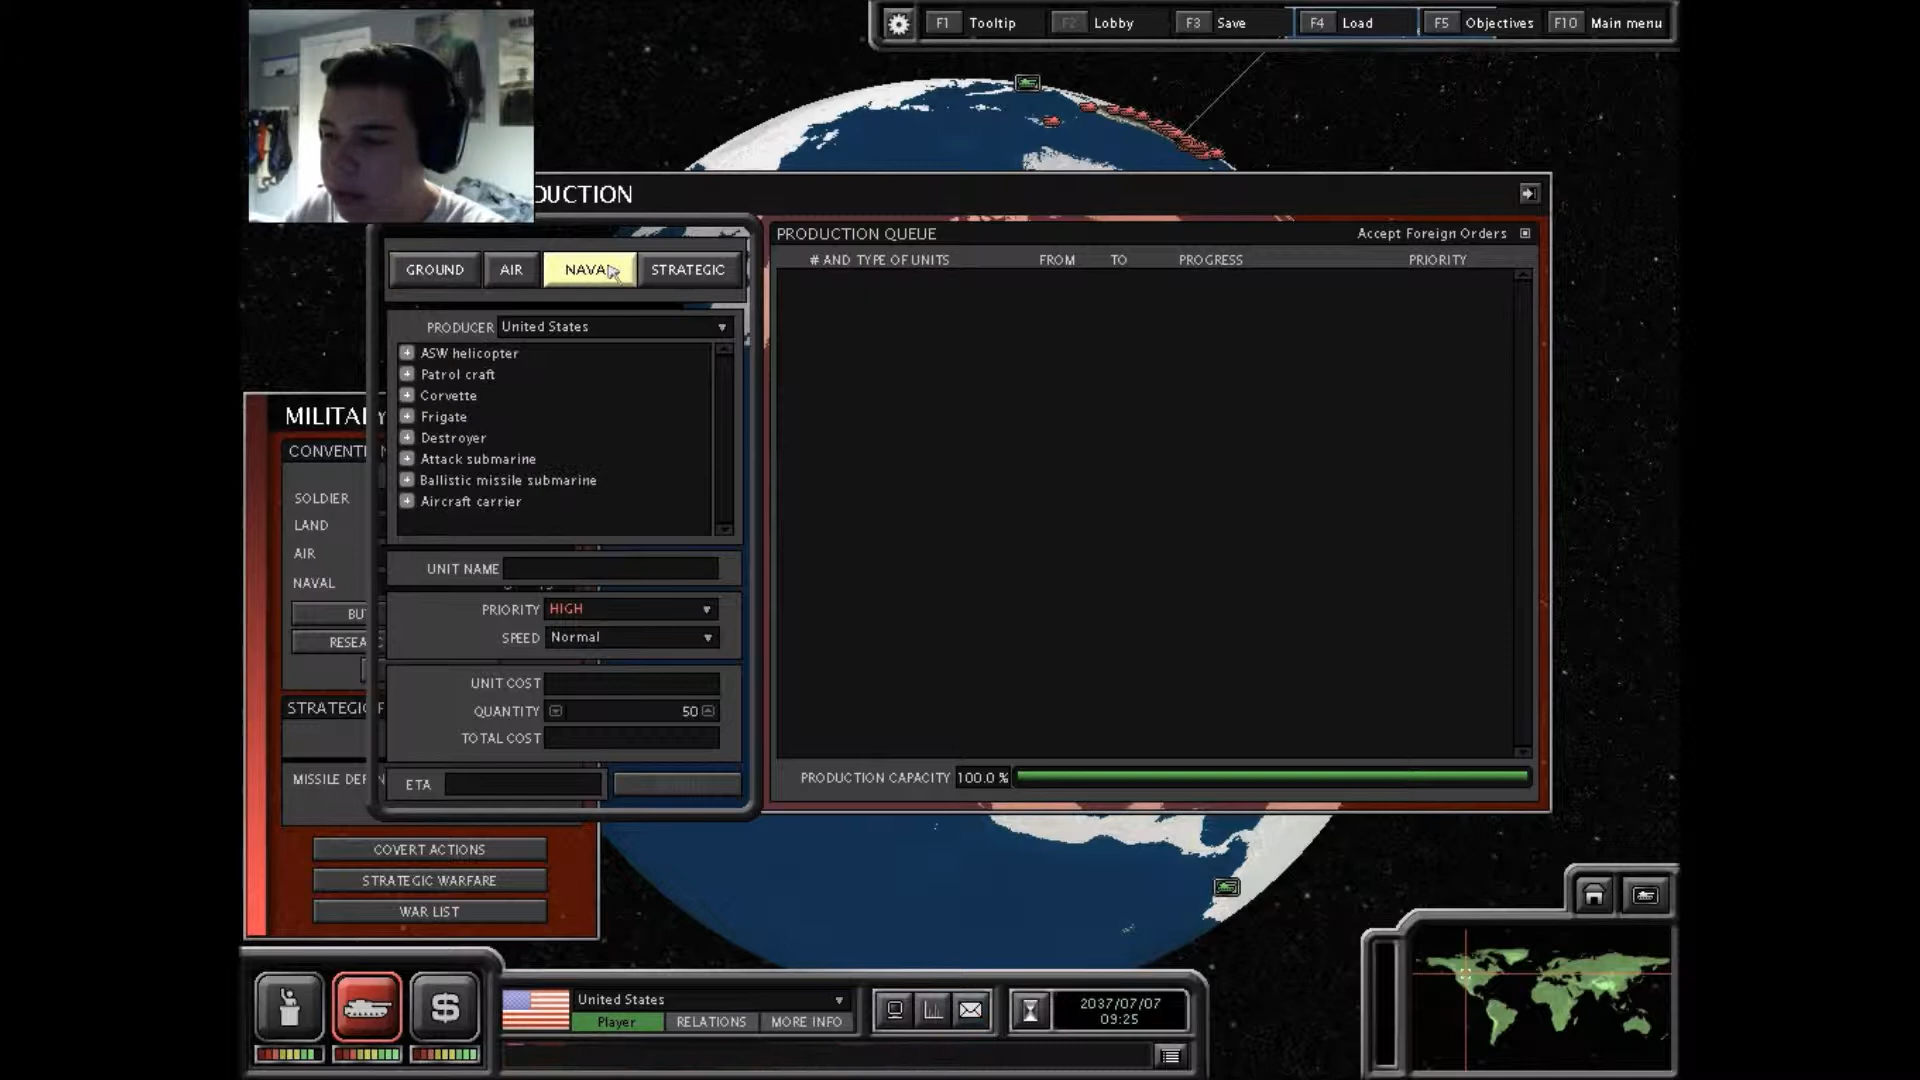 F1 Tooltip F2 Lobby F3 Save F4 Load F5 Objectives F10 Main menu
DUCTION
GROUND AIR NAVAL STRATEGIC
PRODUCER United States
ASW helicopter
Patrol craft
Corvette
Frigate
Destroyer
Attack submarine
Ballistic missile submarine
Aircraft carrier
UNIT NAME
PRIORITY HIGH
SPEED Normal
UNIT COST
QUANTITY 50
TOTAL COST
ETA
PRODUCTION QUEUE Accept Foreign Orders
# AND TYPE OF UNITS FROM TO PROGRESS PRIORITY
PRODUCTION CAPACITY 100.0 %
MILITARY
CONVENTI
SOLDIER
LAND
AIR
NAVAL
BU
RESEA
STRATEGIC F
MISSILE DEF
COVERT ACTIONS
STRATEGIC WARFARE
WAR LIST
United States
Player RELATIONS MORE INFO
2037/07/07
09:25